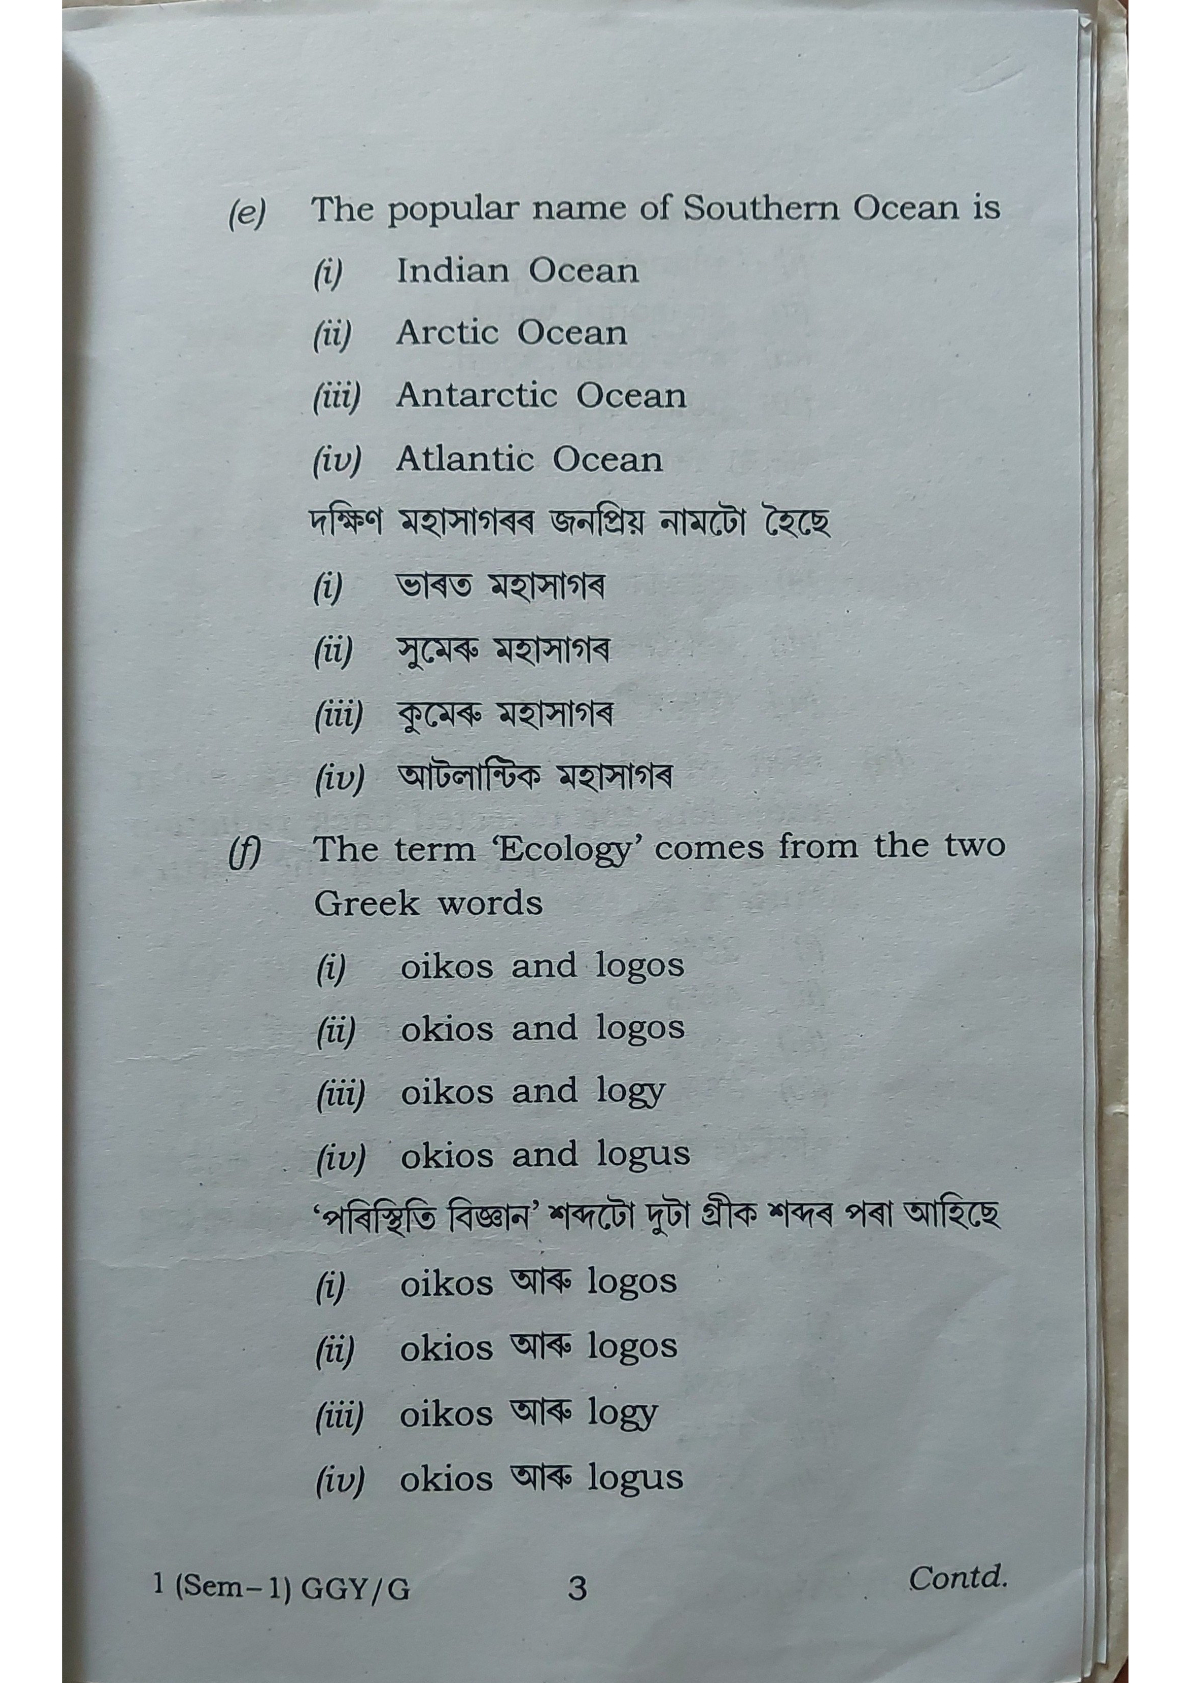 (e) The popular name of Southern Ocean is
(i) Indian Ocean
(ii) Arctic Ocean
(iii) Antarctic Ocean
(iv) Atlantic Ocean
দক্ষিণ মহাসাগৰৰ জনপ্ৰিয় নামটো হৈছে
(i) ভাৰত মহাসাগৰ
(ii) সুমেৰু মহাসাগৰ
(iii) কুমেৰু মহাসাগৰ
(iv) আটলাণ্টিক মহাসাগৰ
(f) The term ‘Ecology’ comes from the two
Greek words
(i) oikos and logos
(ii) okios and logos
(iii) oikos and logy
(iv) okios and logus
‘পৰিস্থিতি বিজ্ঞান’ শব্দটো দুটা গ্ৰীক শব্দৰ পৰা আহিছে
(i) oikos আৰু logos
(ii) okios আৰু logos
(iii) oikos আৰু logy
(iv) okios আৰু logus
1 (Sem–1) GGY/G 3 Contd.